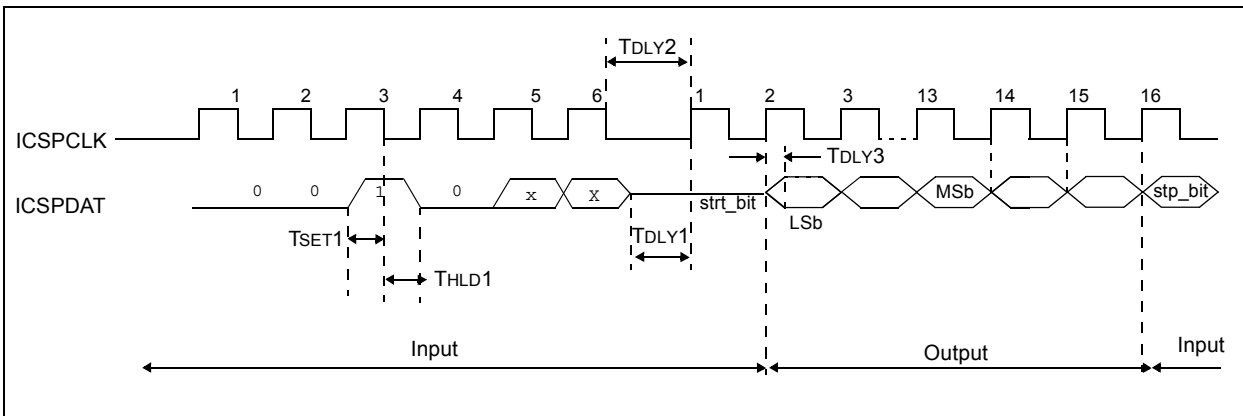 TDLY2
1 2 3 4 5 6 1 2 3 13 14 15 16
ICSPCLK
TDLY3
0 0 1 0 x x strt_bit MSb stp_bit
ICSPDAT
LSb
TSET1 TDLY1
THLD1
Input Output Input